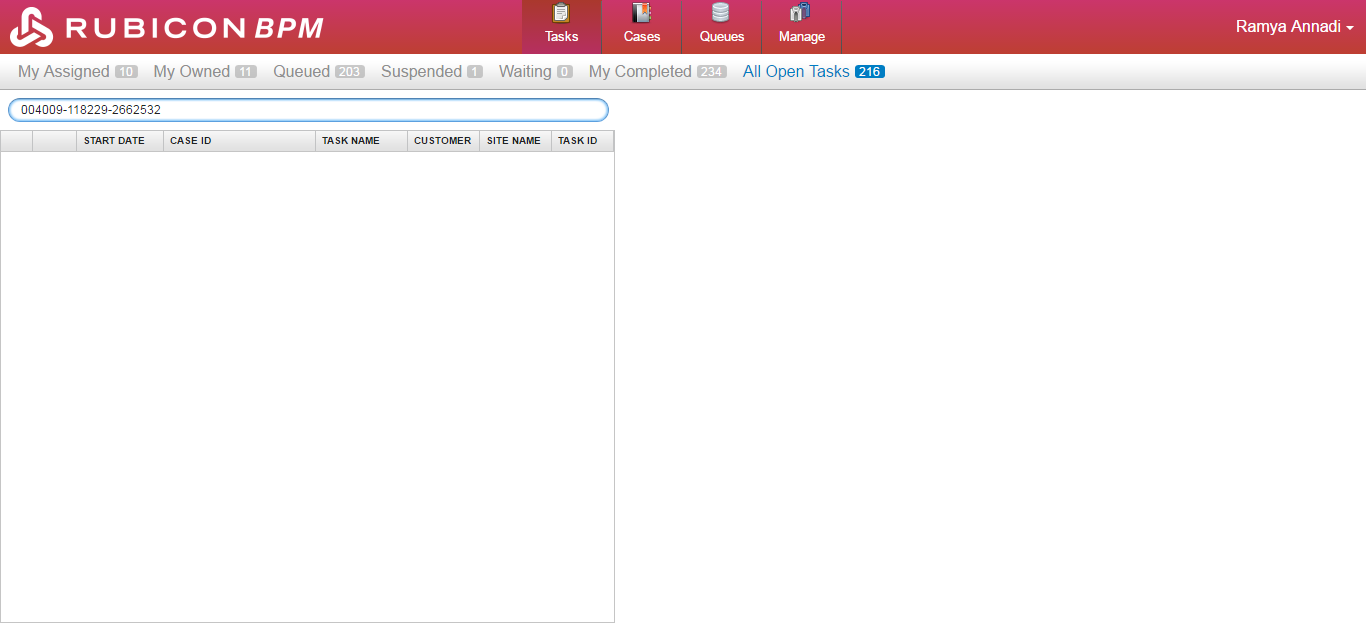 RUBICON BPM
Tasks Cases Queues Manage
Ramya Annadi
My Assigned 10 My Owned 11 Queued 203 Suspended 1 Waiting 0 My Completed 234 All Open Tasks 216
004009-118229-2662532
START DATE CASE ID TASK NAME CUSTOMER SITE NAME TASK ID